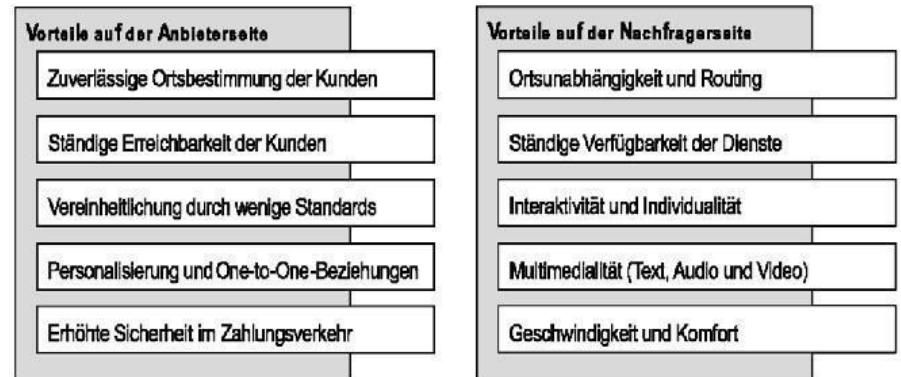 Vorteile auf der Anbieterseite
Zuverlässige Ortsbestimmung der Kunden
Ständige Erreichbarkeit der Kunden
Vereinheitlichung durch wenige Standards
Personalisierung und One-to-One-Beziehungen
Erhöhte Sicherheit im Zahlungsverkehr
Vorteile auf der Nachfragerseite
Ortsunabhängigkeit und Routing
Ständige Verfügbarkeit der Dienste
Interaktivität und Individualität
Multimedialität (Text, Audio und Video)
Geschwindigkeit und Komfort